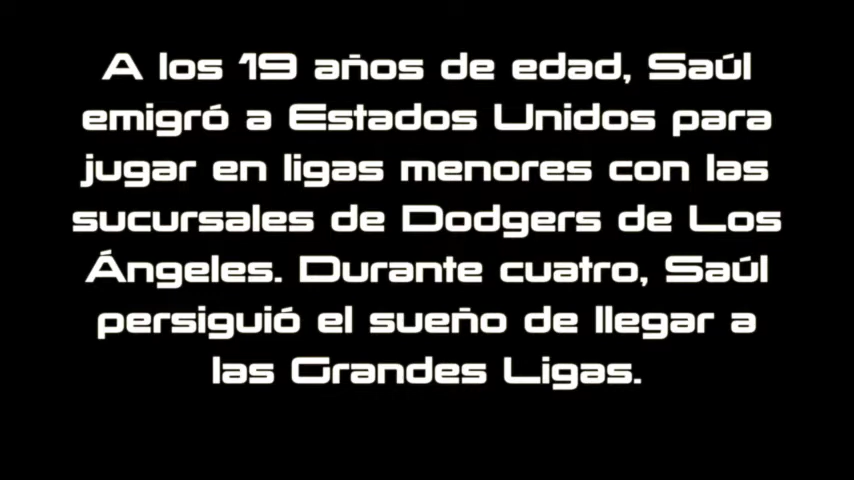 A los 19 años de edad, Saúl
emigró a Estados Unidos para
jugar en ligas menores con las
sucursales de Dodgers de Los
Ángeles. Durante cuatro, Saúl
persiguió el sueño de llegar a
las Grandes Ligas.